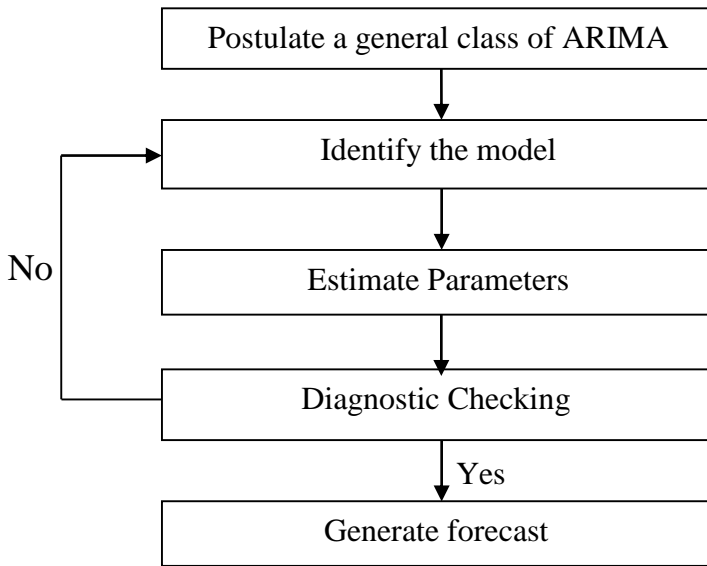 Postulate a general class of ARIMA
Identify the model
No
Estimate Parameters
Diagnostic Checking
Yes
Generate forecast